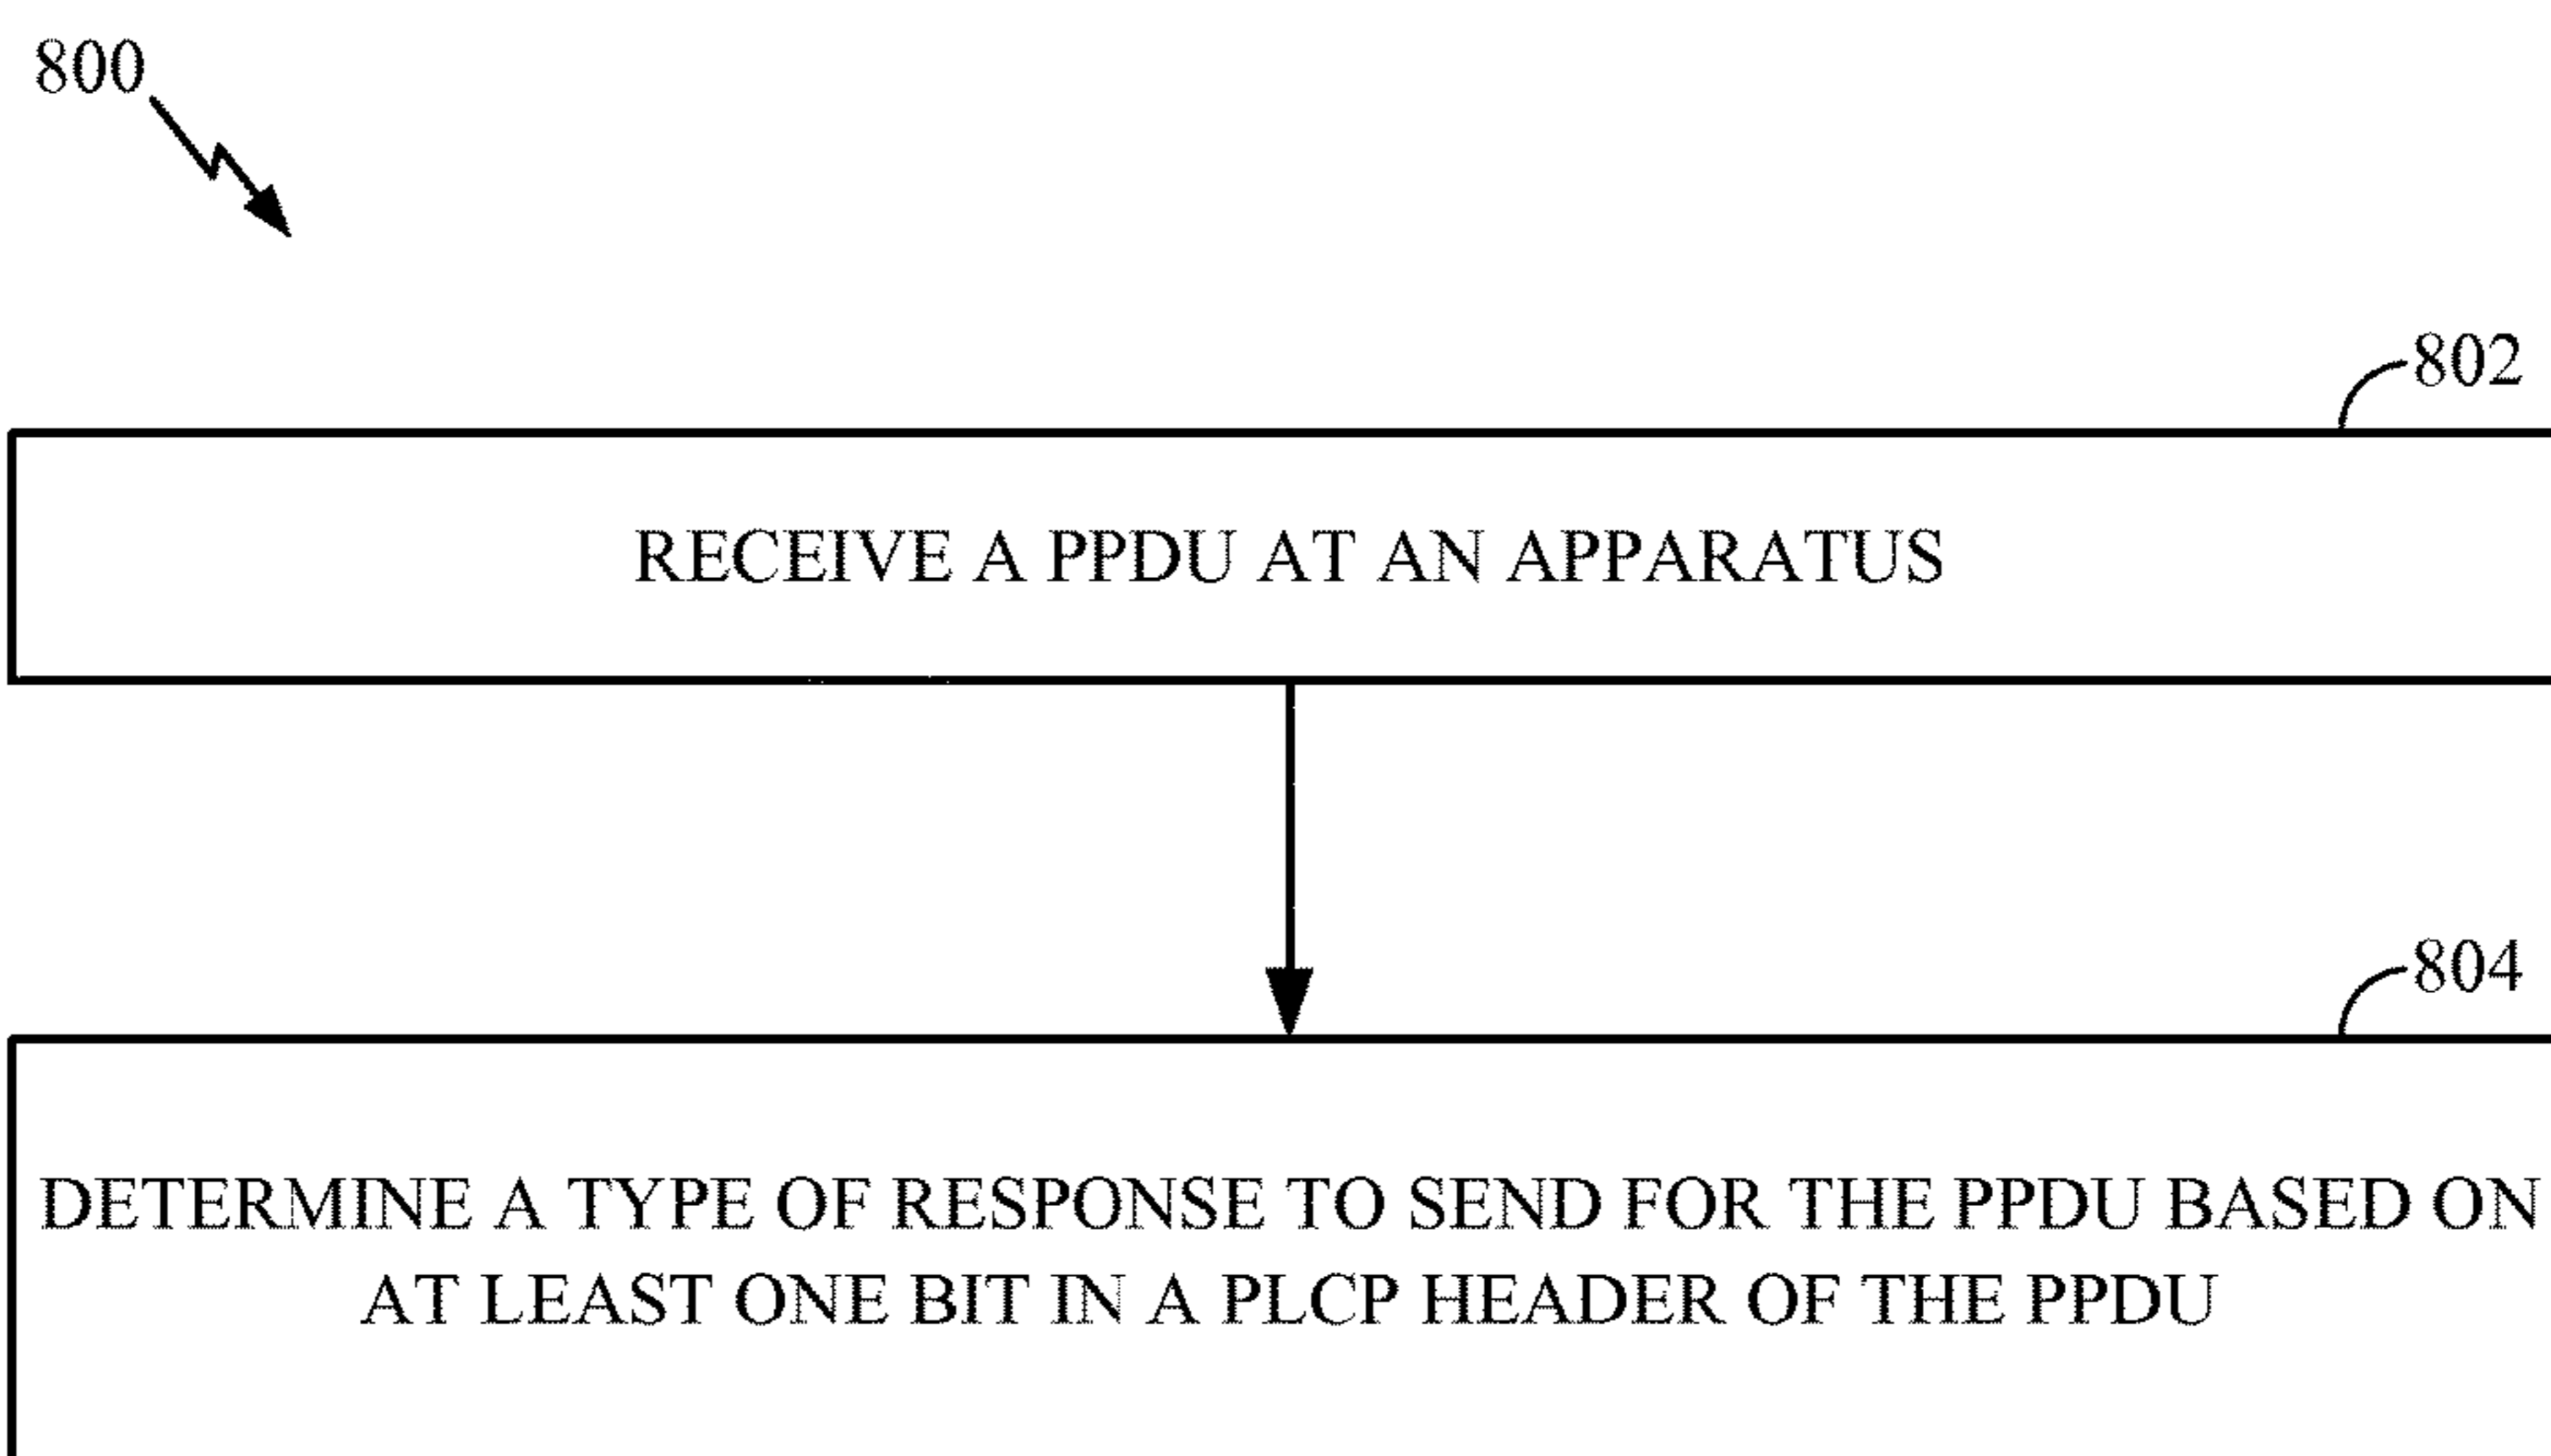 800
802
RECEIVE A PPDU AT AN APPARATUS
804
DETERMINE A TYPE OF RESPONSE TO SEND FOR THE PPDU BASED ON
AT LEAST ONE BIT IN A PLCP HEADER OF THE PPDU